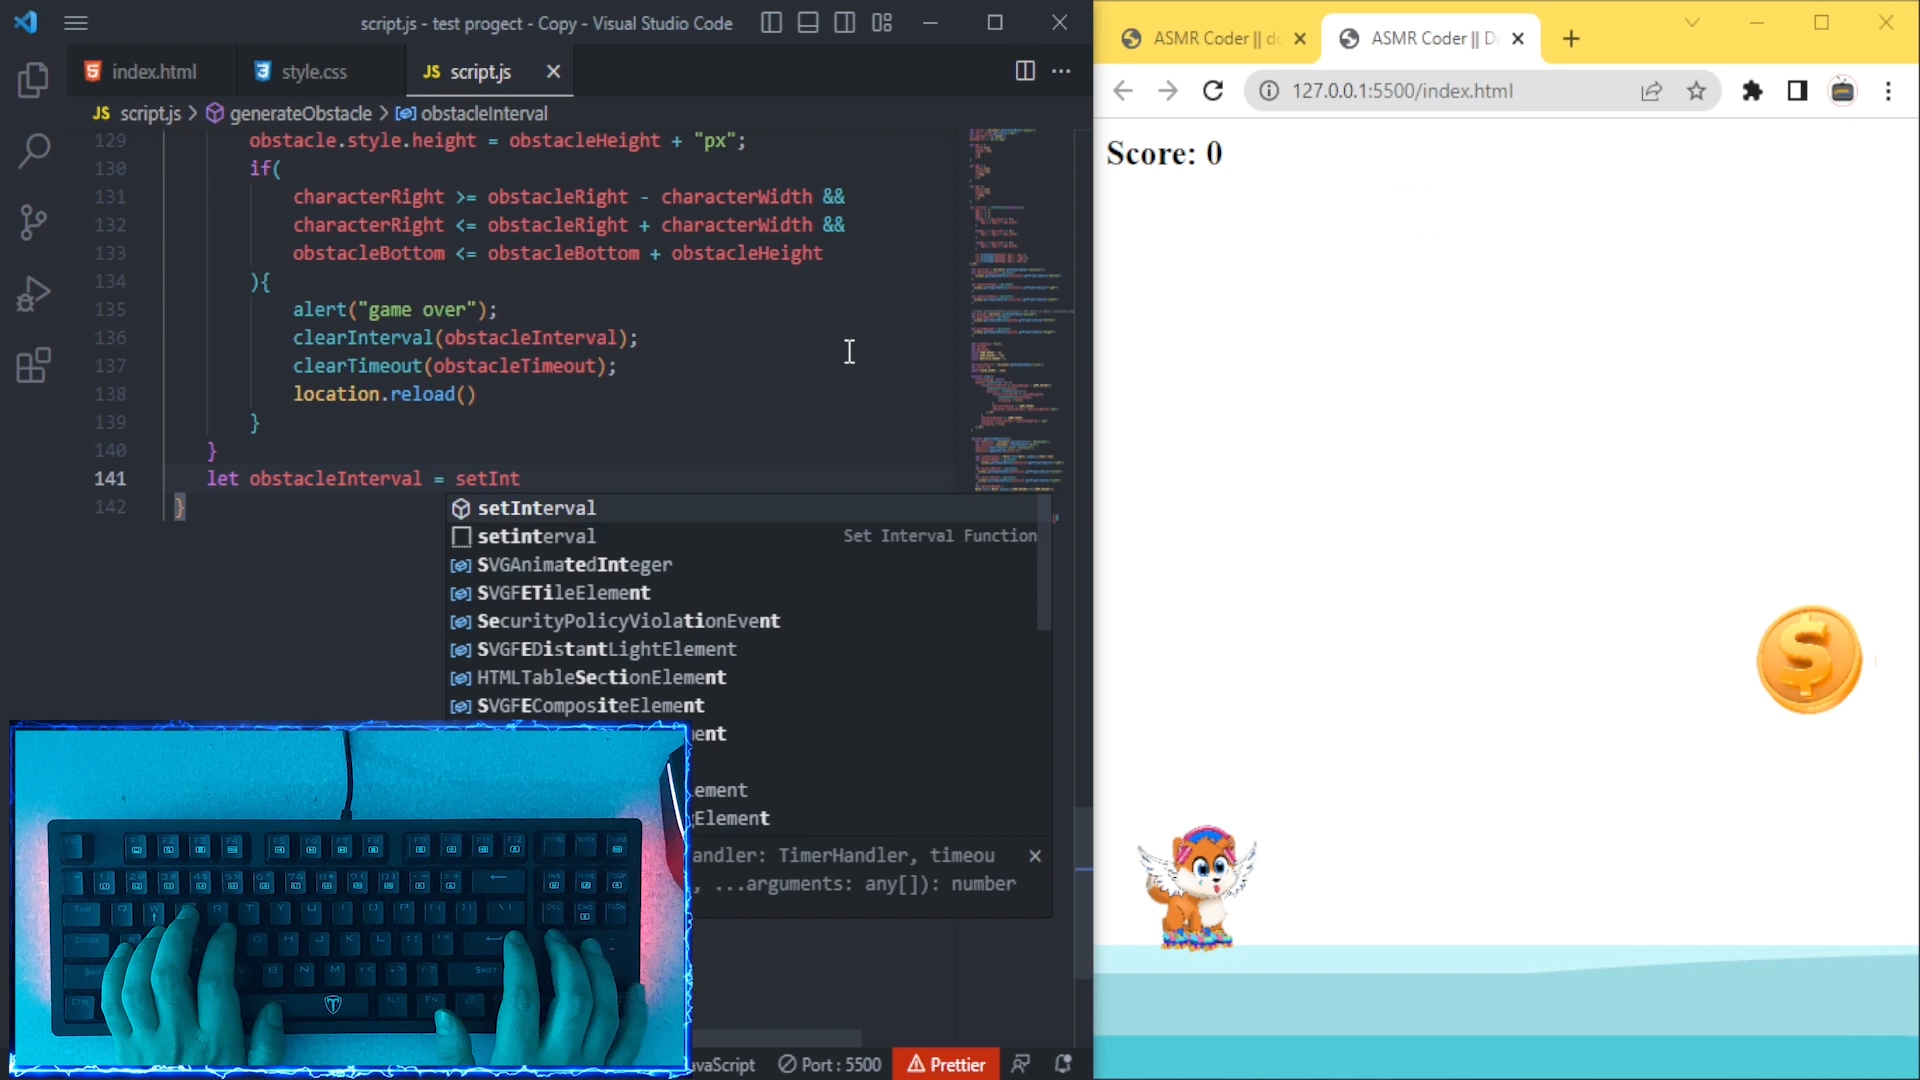 script.js - test progect - Copy - Visual Studio Code
index.html
style.css
JS script.js
JS script.js > generateObstacle > obstacleInterval
129 obstacle.style.height = obstacleHeight + "px";
130 if(
131 characterRight >= obstacleRight - characterWidth &&
132 characterRight <= obstacleRight + characterWidth &&
133 obstacleBottom <= obstacleBottom + obstacleHeight
134 ){
135 alert("game over");
136 clearInterval(obstacleInterval);
137 clearTimeout(obstacleTimeout);
138 location.reload()
139 }
140 }
141 let obstacleInterval = setInt
142 }
setInterval
setinterval Set Interval Function
SVGAnimatedInteger
SVGFETileElement
SecurityPolicyViolationEvent
SVGFEDistantLightElement
HTMLTableSectionElement
SVGFECompositeElement
ent
ement
Element
andler: TimerHandler, timeou
, ...arguments: any[]): number
avaScript
Port : 5500
Prettier
ASMR Coder || do
ASMR Coder || Do
127.0.0.1:5500/index.html
Score: 0
$